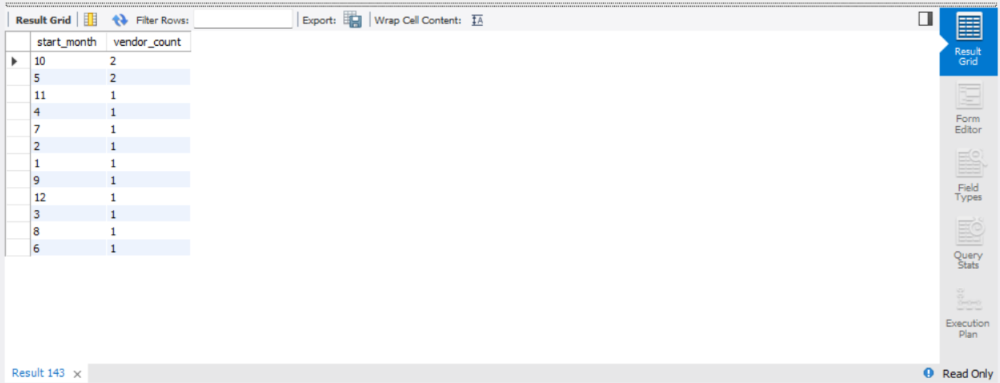 Result Grid Filter Rows: Export: Wrap Cell Content:
start_month vendor_count
10 2
5 2
11 1
4 1
7 1
2 1
1 1
9 1
12 1
3 1
8 1
6 1
Result
Grid
Form
Editor
Field
Types
Query
Stats
Execution
Plan
Result 143
Read Only